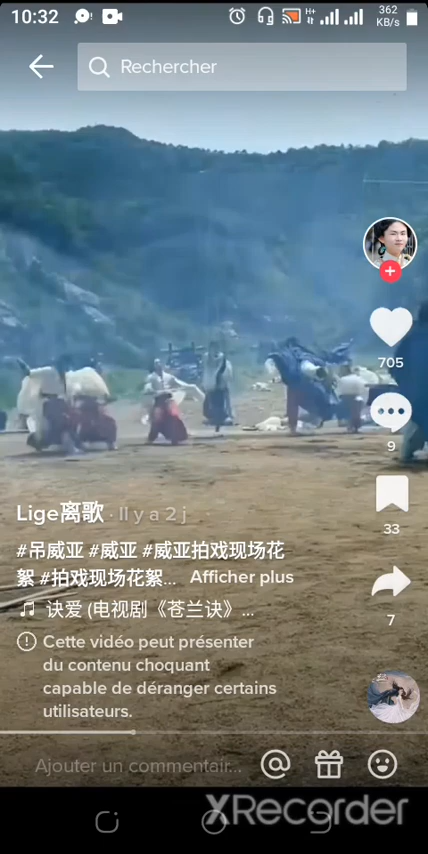 10:32
H+
362
KB/s
Rechercher
705
9
Lige离歌 · Il y a 2 j
33
#吊威亚 #威亚 #威亚拍戏现场花
絮 #拍戏现场花絮... Afficher plus
诀爱 (电视剧《苍兰诀》...
7
Cette vidéo peut présenter
du contenu choquant
capable de déranger certains
utilisateurs.
Ajouter un commentair...
XRecorder